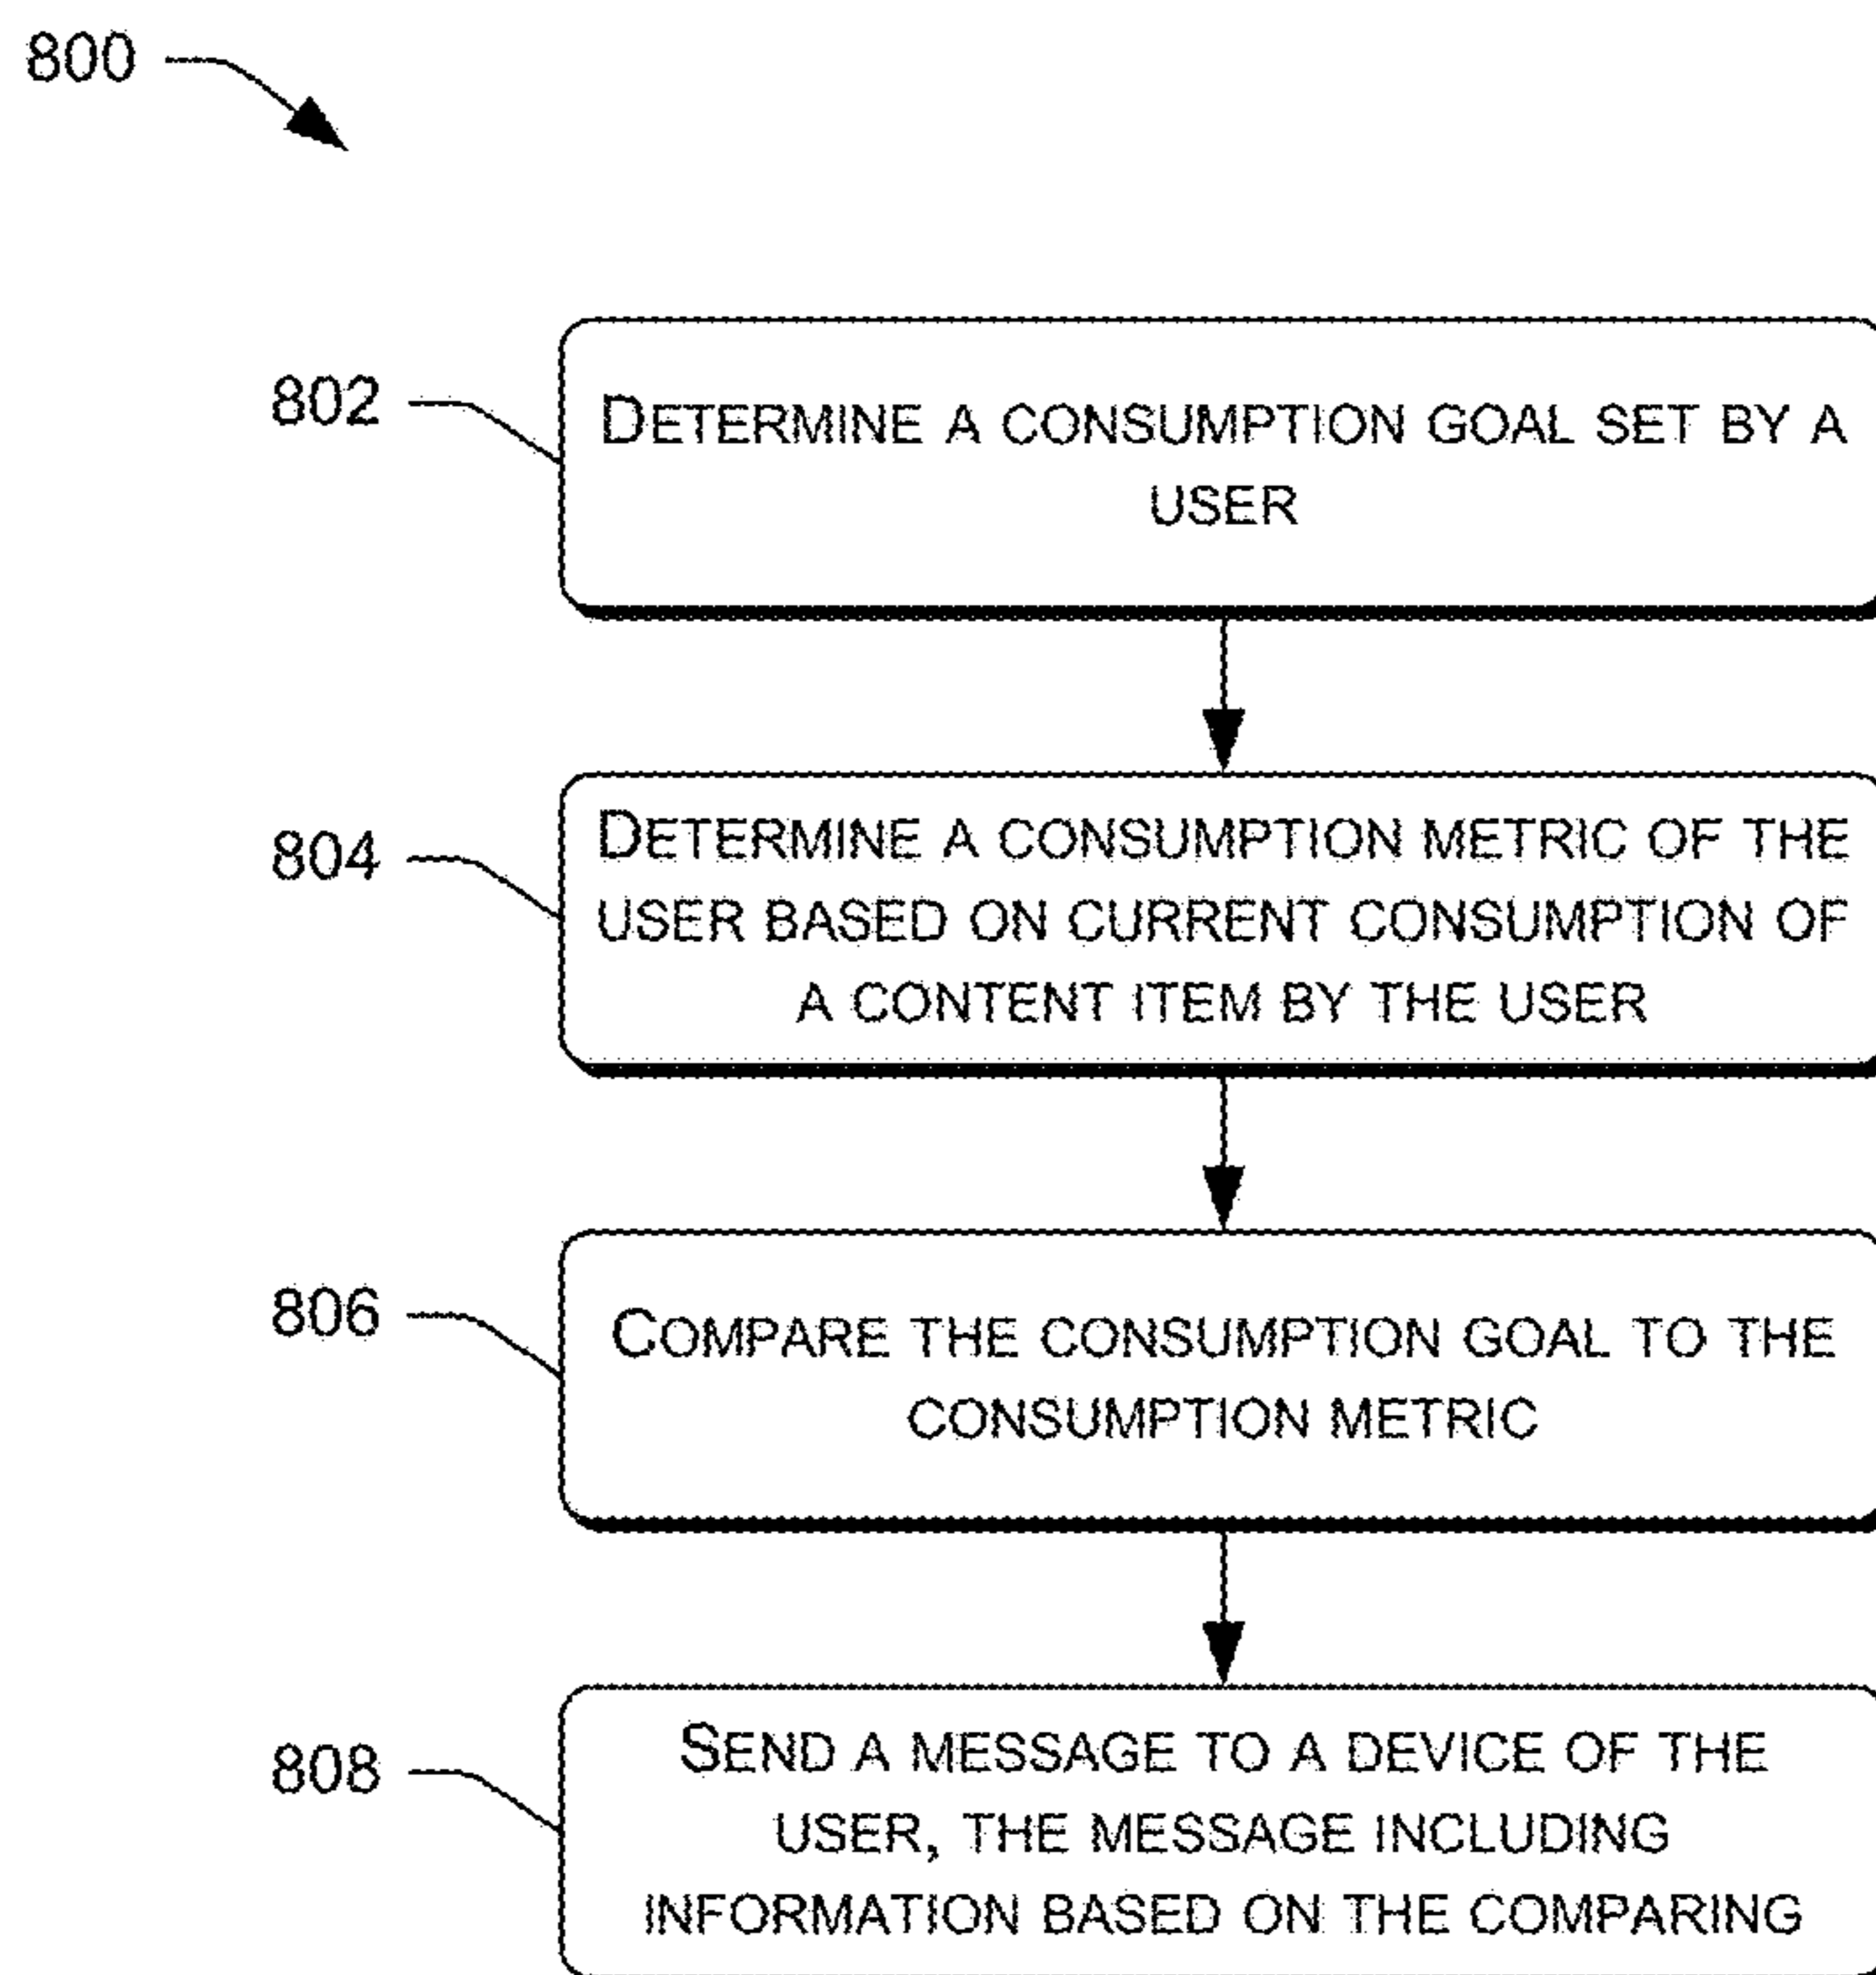 800
802
DETERMINE A CONSUMPTION GOAL SET BY A
USER
804
DETERMINE A CONSUMPTION METRIC OF THE
USER BASED ON CURRENT CONSUMPTION OF
A CONTENT ITEM BY THE USER
806
COMPARE THE CONSUMPTION GOAL TO THE
CONSUMPTION METRIC
808
SEND A MESSAGE TO A DEVICE OF THE
USER, THE MESSAGE INCLUDING
INFORMATION BASED ON THE COMPARING